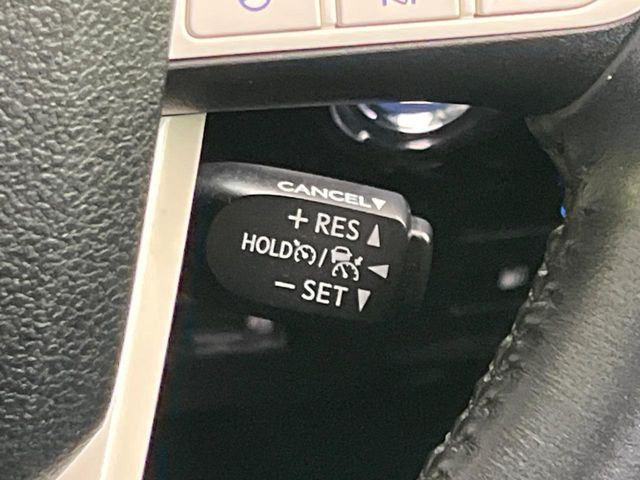 CANCEL▼
+ RES ▲
HOLD / ◀
− SET ▼